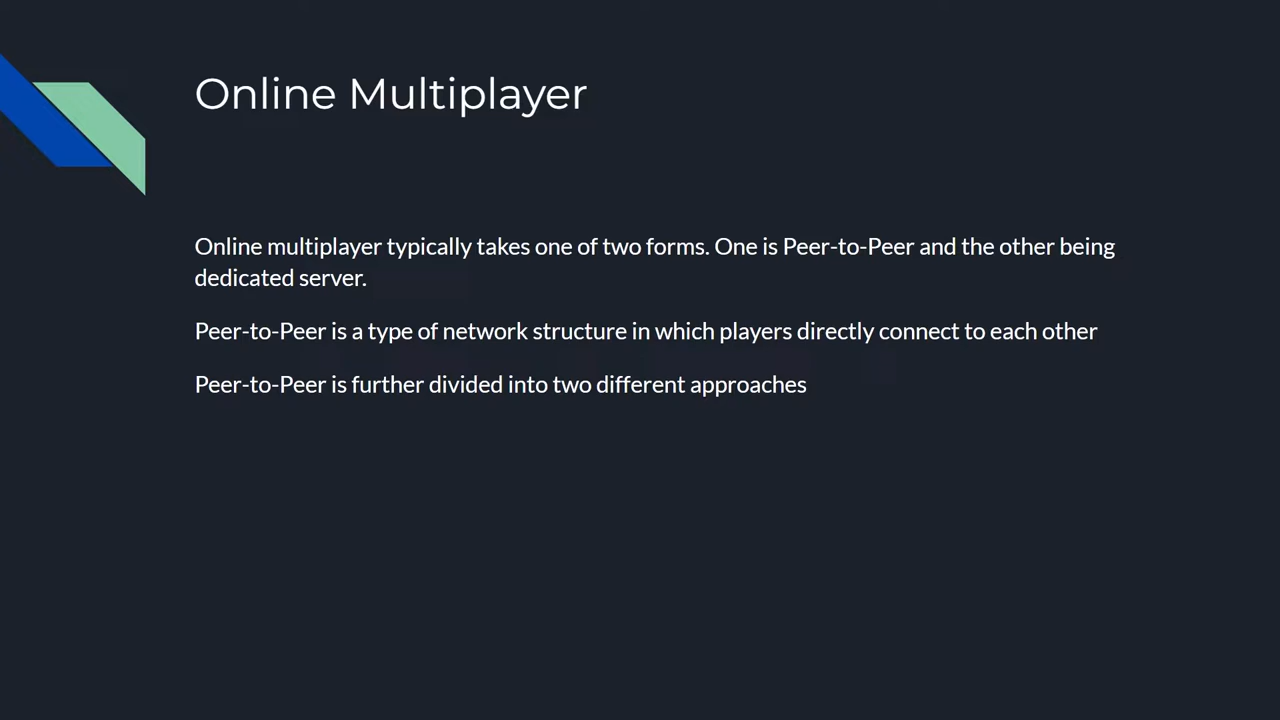 Online Multiplayer
Online multiplayer typically takes one of two forms. One is Peer-to-Peer and the other being
dedicated server.
Peer-to-Peer is a type of network structure in which players directly connect to each other
Peer-to-Peer is further divided into two different approaches